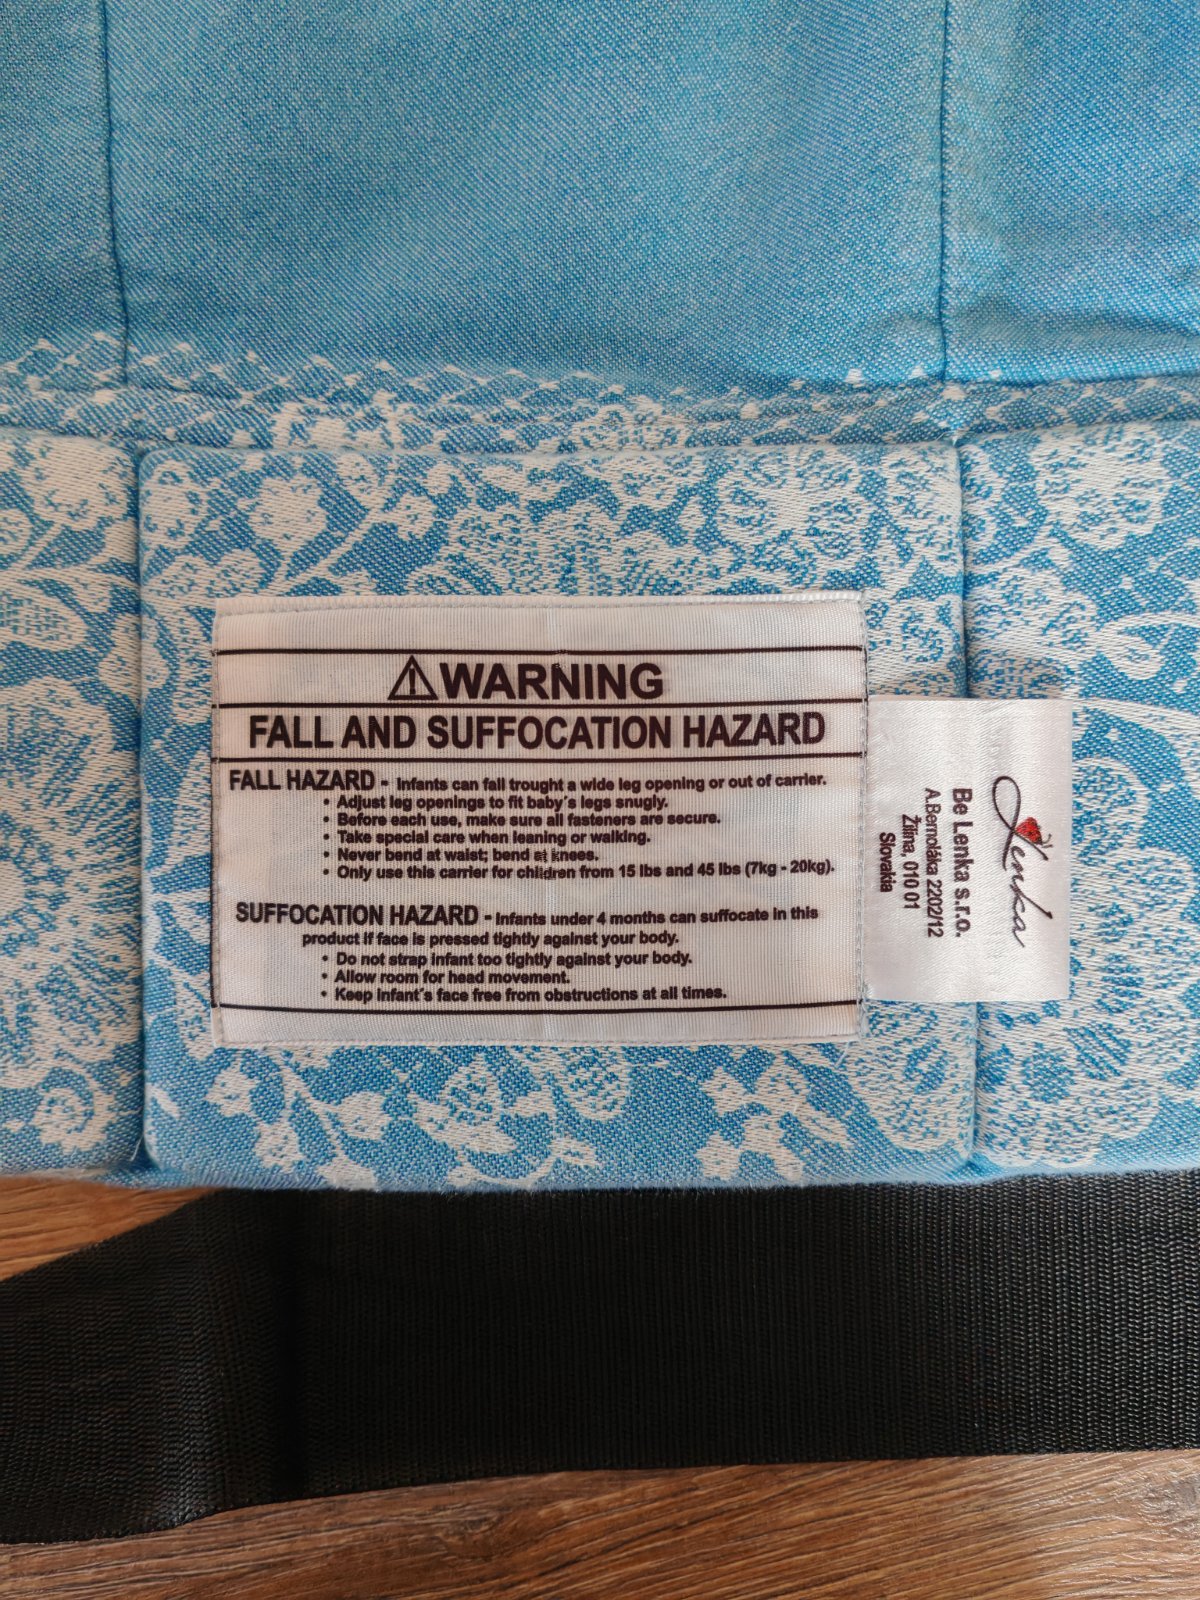 WARNING
FALL AND SUFFOCATION HAZARD
FALL HAZARD - Infants can fall trought a wide leg opening or out of carrier.
• Adjust leg openings to fit baby´s legs snugly.
• Before each use, make sure all fasteners are secure.
• Take special care when leaning or walking.
• Never bend at waist; bend at knees.
• Only use this carrier for children from 15 lbs and 45 lbs (7kg - 20kg).
SUFFOCATION HAZARD - Infants under 4 months can suffocate in this
product if face is pressed tightly against your body.
• Do not strap infant too tightly against your body.
• Allow room for head movement.
• Keep infant´s face free from obstructions at all times.
Lenka
Be Lenka s.r.o.
A.Bernoláka 2202/12
Žilina, 010 01
Slovakia